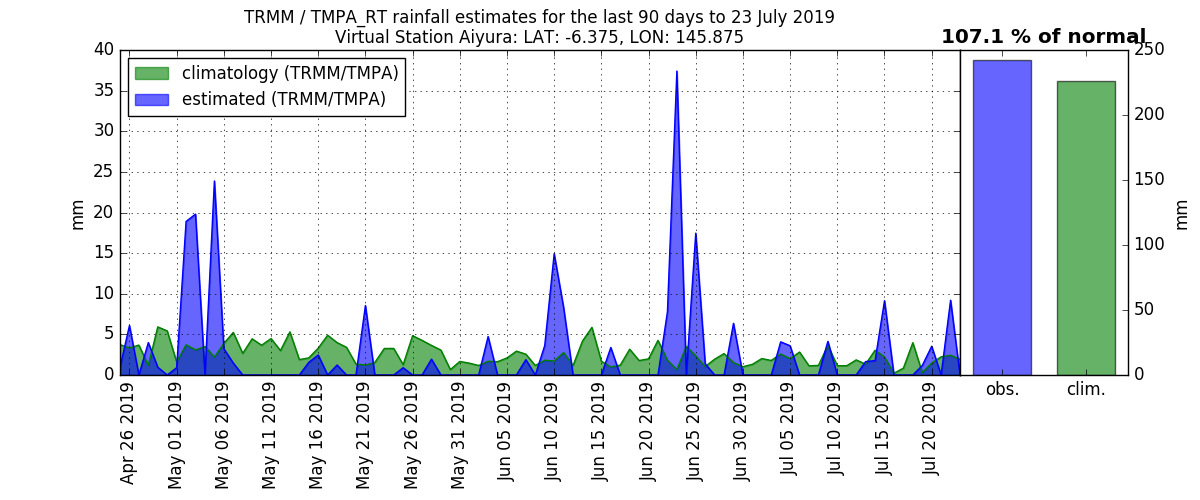 TRMM / TMPA_RT rainfall estimates for the last 90 days to 23 July 2019
Virtual Station Aiyura: LAT: -6.375, LON: 145.875
107.1 % of normal
climatology (TRMM/TMPA)
estimated (TRMM/TMPA)
40
35
30
25
20
15
10
5
0
mm
Apr 26 2019
May 01 2019
May 06 2019
May 11 2019
May 16 2019
May 21 2019
May 26 2019
May 31 2019
Jun 05 2019
Jun 10 2019
Jun 15 2019
Jun 20 2019
Jun 25 2019
Jun 30 2019
Jul 05 2019
Jul 10 2019
Jul 15 2019
Jul 20 2019
obs.
clim.
250
200
150
100
50
0
mm